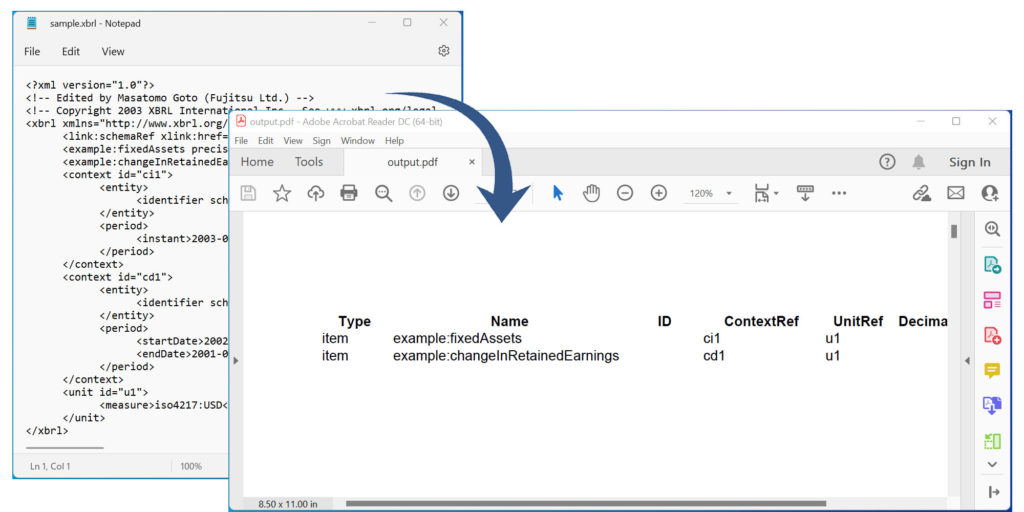 sample.xbrl - Notepad
File Edit View
<?xml version="1.0"?>
<!-- Edited by Masatomo Goto (Fujitsu Ltd.) -->
<!-- Copyright 2003 XBRL International Inc. See www.xbrl.org/legal
<xbrl xmlns="http://www.xbrl.org/
<link:schemaRef xlink:href=
<example:fixedAssets precis
<example:changeInRetainedEa
<context id="ci1">
<entity>
<identifier sch
</entity>
<period>
<instant>2003-0
</period>
</context>
<context id="cd1">
<entity>
<identifier sch
</entity>
<period>
<startDate>2002
<endDate>2001-0
</period>
</context>
<unit id="u1">
<measure>iso4217:USD<
</unit>
</xbrl>
Ln 1, Col 1 100%
output.pdf - Adobe Acrobat Reader DC (64-bit)
File Edit View Sign Window Help
Home Tools output.pdf × Sign In
120%
Type Name ID ContextRef UnitRef Decima
item example:fixedAssets ci1 u1
item example:changeInRetainedEarnings cd1 u1
8.50 x 11.00 in